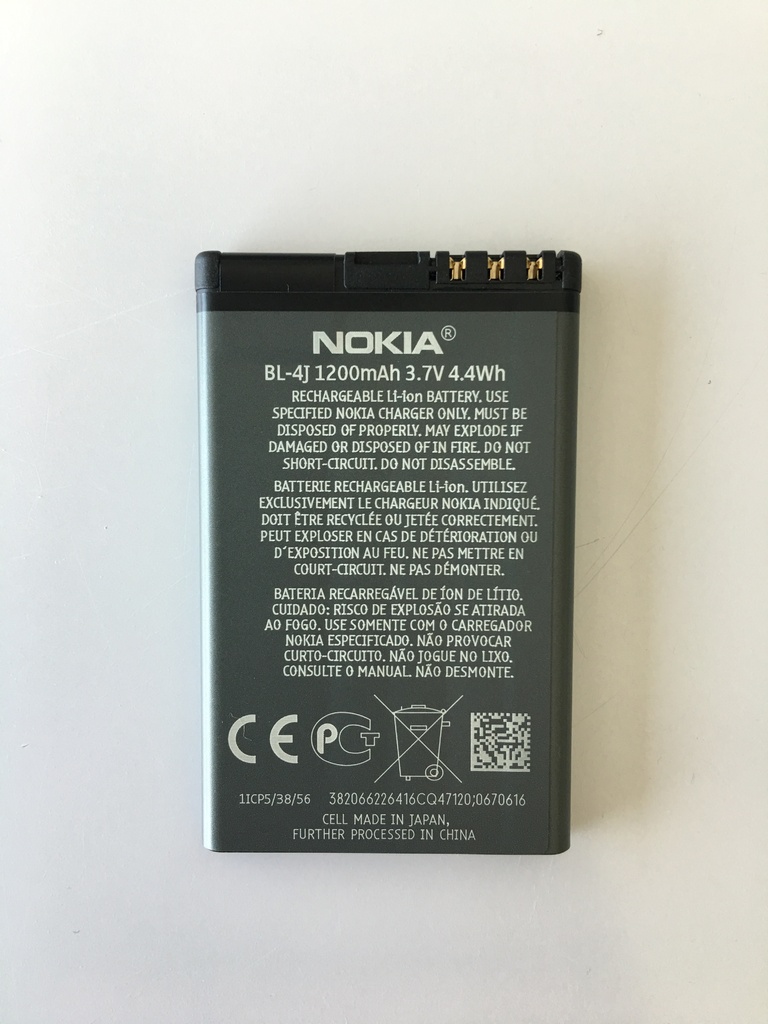 NOKIA®
BL-4J 1200mAh 3.7V 4.4Wh
RECHARGEABLE Li-ion BATTERY. USE
SPECIFIED NOKIA CHARGER ONLY. MUST BE
DISPOSED OF PROPERLY. MAY EXPLODE IF
DAMAGED OR DISPOSED OF IN FIRE. DO NOT
SHORT-CIRCUIT. DO NOT DISASSEMBLE.
BATTERIE RECHARGEABLE Li-ion. UTILISEZ
EXCLUSIVEMENT LE CHARGEUR NOKIA INDIQUÉ.
DOIT ÊTRE RECYCLÉE OU JETÉE CORRECTEMENT.
PEUT EXPLOSER EN CAS DE DÉTÉRIORATION OU
D'EXPOSITION AU FEU. NE PAS METTRE EN
COURT-CIRCUIT. NE PAS DÉMONTER.
BATERIA RECARREGÁVEL DE ÍON DE LÍTIO.
CUIDADO: RISCO DE EXPLOSÃO SE ATIRADA
AO FOGO. USE SOMENTE COM O CARREGADOR
NOKIA ESPECIFICADO. NÃO PROVOCAR
CURTO-CIRCUITO. NÃO JOGUE NO LIXO.
CONSULTE O MANUAL. NÃO DESMONTE.
CE PCT
1ICP5/38/56 382066226416CQ47120;0670616
CELL MADE IN JAPAN,
FURTHER PROCESSED IN CHINA